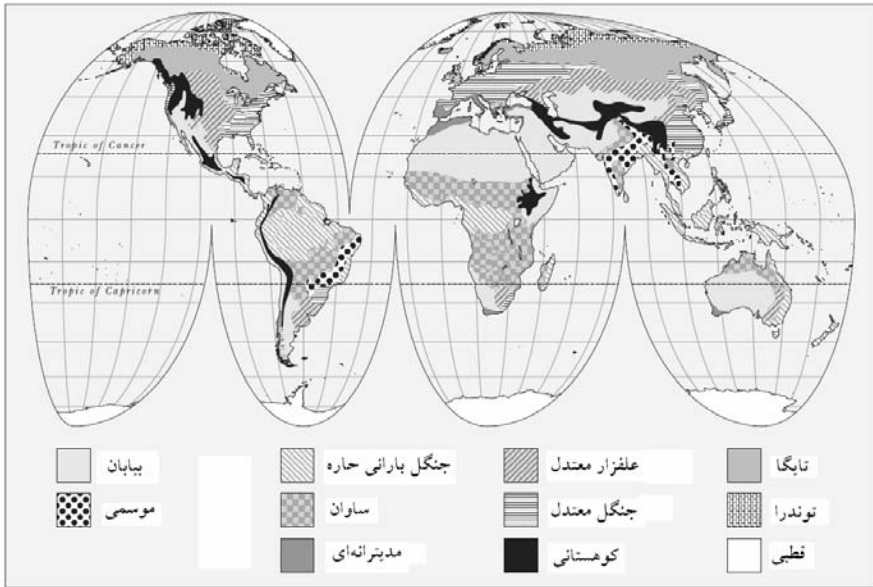 Tropic of Cancer
Tropic of Capricorn
تایگا
علفزار معتدل
جنگل بارانی حاره
بیابان
توندرا
جنگل معتدل
ساوان
موسمی
قطبی
کوهستانی
مدیترانه‌ای